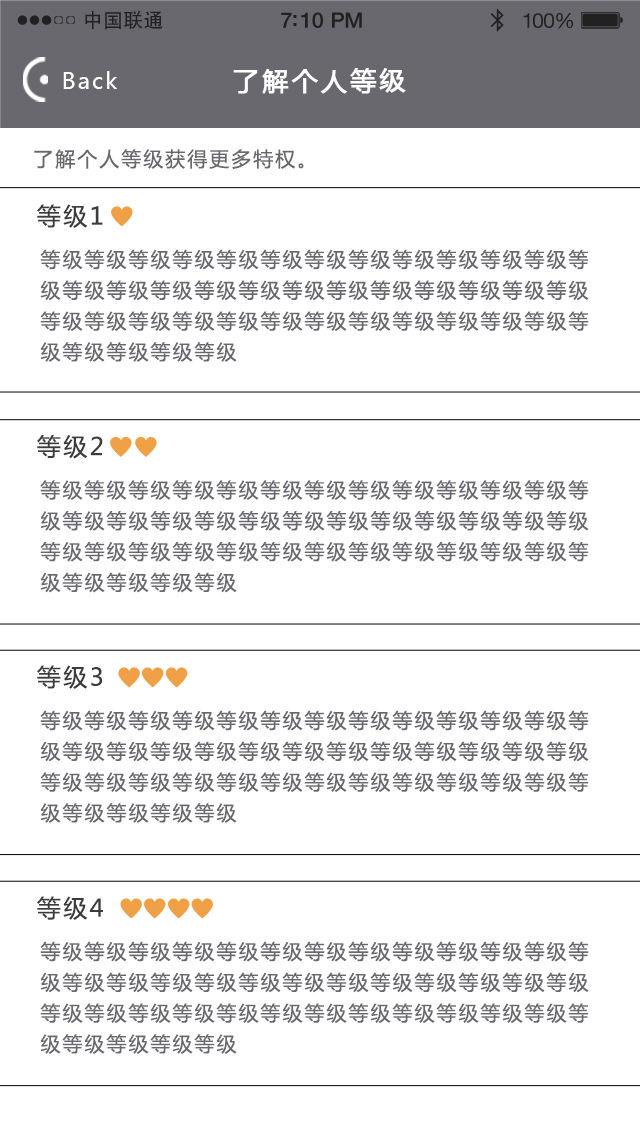 中国联通 7:10 PM 100%
Back 了解个人等级
了解个人等级获得更多特权。
等级1
等级等级等级等级等级等级等级等级等级等级等级等级等
级等级等级等级等级等级等级等级等级等级等级等级等级
等级等级等级等级等级等级等级等级等级等级等级等级等
级等级等级等级等级
等级2
等级等级等级等级等级等级等级等级等级等级等级等级等
级等级等级等级等级等级等级等级等级等级等级等级等级
等级等级等级等级等级等级等级等级等级等级等级等级等
级等级等级等级等级
等级3
等级等级等级等级等级等级等级等级等级等级等级等级等
级等级等级等级等级等级等级等级等级等级等级等级等级
等级等级等级等级等级等级等级等级等级等级等级等级等
级等级等级等级等级
等级4
等级等级等级等级等级等级等级等级等级等级等级等级等
级等级等级等级等级等级等级等级等级等级等级等级等级
等级等级等级等级等级等级等级等级等级等级等级等级等
级等级等级等级等级